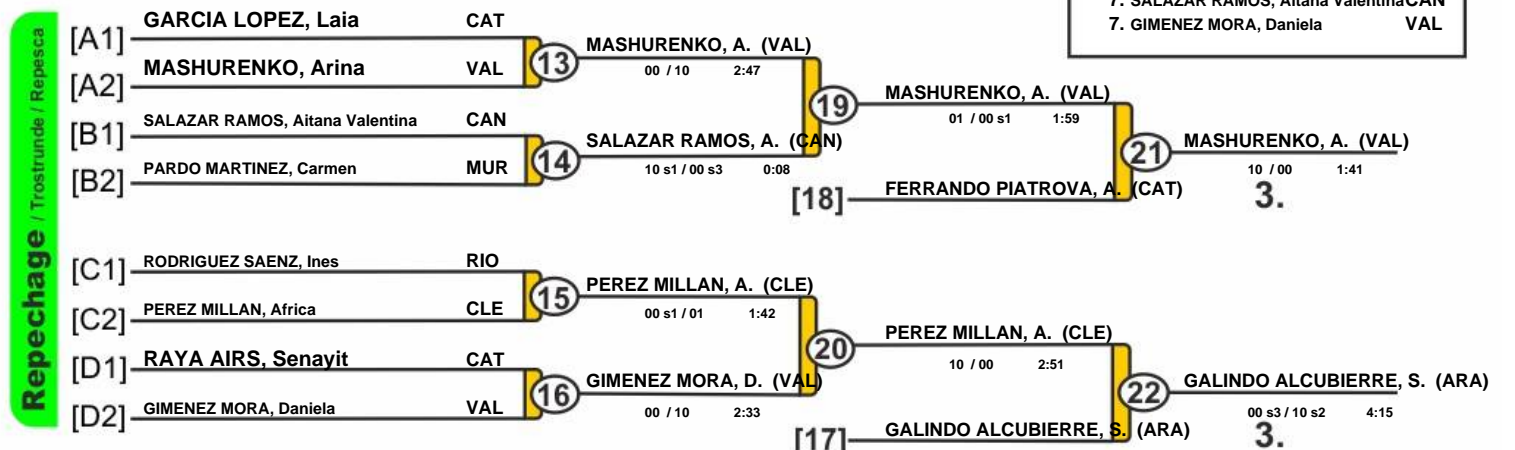 7. SALAZAR RAMOS, Aitana Valentina CAN
7. GIMENEZ MORA, Daniela VAL
Repechage / Trostrunde / Repesca
[A1] GARCIA LOPEZ, Laia CAT
[A2] MASHURENKO, Arina VAL
13
MASHURENKO, A. (VAL)
00 / 10 2:47
[B1] SALAZAR RAMOS, Aitana Valentina CAN
[B2] PARDO MARTINEZ, Carmen MUR
14
SALAZAR RAMOS, A. (CAN)
10 s1 / 00 s3 0:08
19
MASHURENKO, A. (VAL)
01 / 00 s1 1:59
[18] FERRANDO PIATROVA, A. (CAT)
21
MASHURENKO, A. (VAL)
10 / 00 1:41
3.
[C1] RODRIGUEZ SAENZ, Ines RIO
[C2] PEREZ MILLAN, Africa CLE
15
PEREZ MILLAN, A. (CLE)
00 s1 / 01 1:42
[D1] RAYA AIRS, Senayit CAT
[D2] GIMENEZ MORA, Daniela VAL
16
GIMENEZ MORA, D. (VAL)
00 / 10 2:33
20
PEREZ MILLAN, A. (CLE)
10 / 00 2:51
[17] GALINDO ALCUBIERRE, S. (ARA)
22
GALINDO ALCUBIERRE, S. (ARA)
00 s3 / 10 s2 4:15
3.